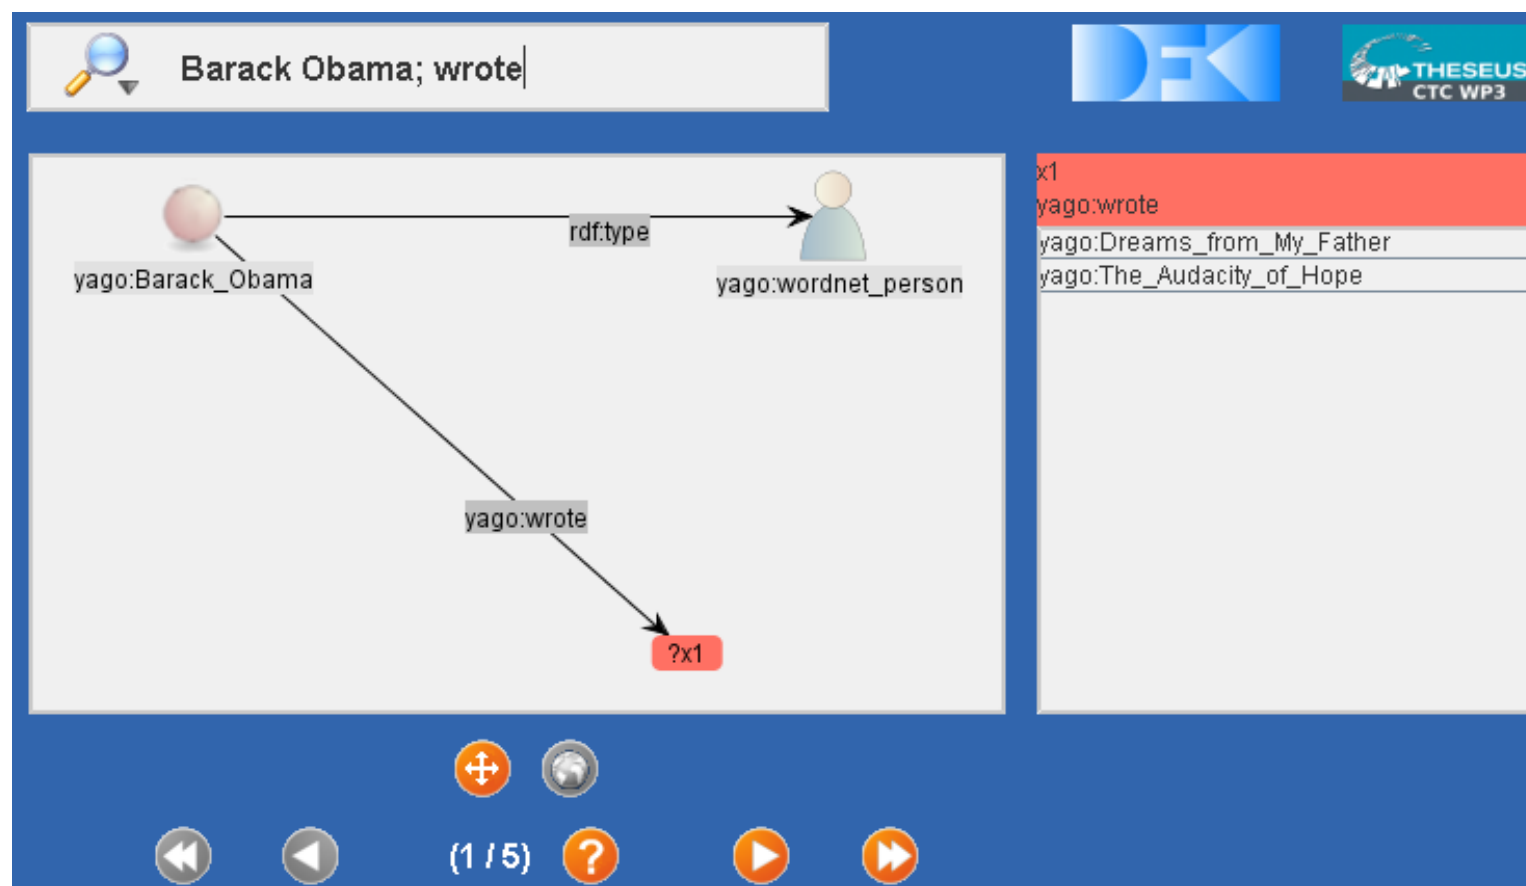 Barack Obama; wrote
DFK
THESEUS
CTC WP3
rdf:type
yago:Barack_Obama
yago:wordnet_person
yago:wrote
?x1
x1
yago:wrote
yago:Dreams_from_My_Father
yago:The_Audacity_of_Hope
(1 / 5)
?